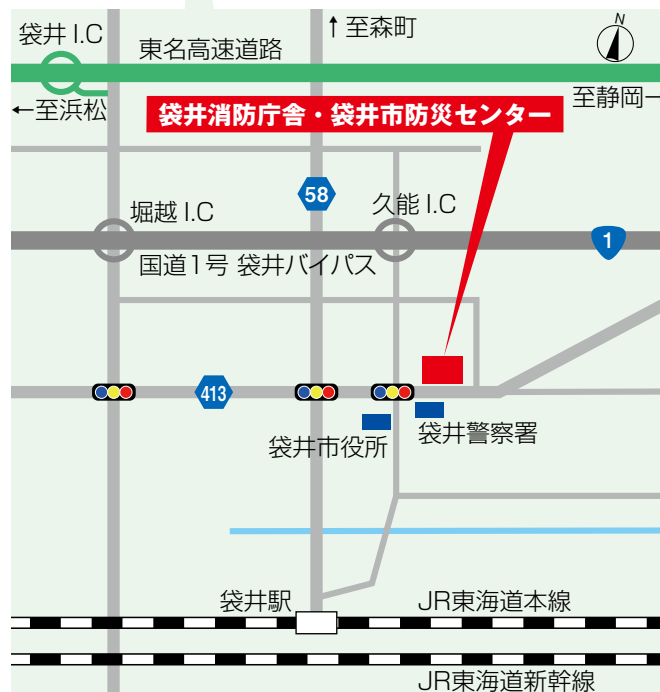 袋井 I.C
↑至森町
N
東名高速道路
←至浜松
至静岡→
袋井消防庁舎・袋井市防災センター
58
堀越 I.C
久能 I.C
1
国道1号 袋井バイパス
413
袋井市役所
袋井警察署
袋井駅
JR東海道本線
JR東海道新幹線